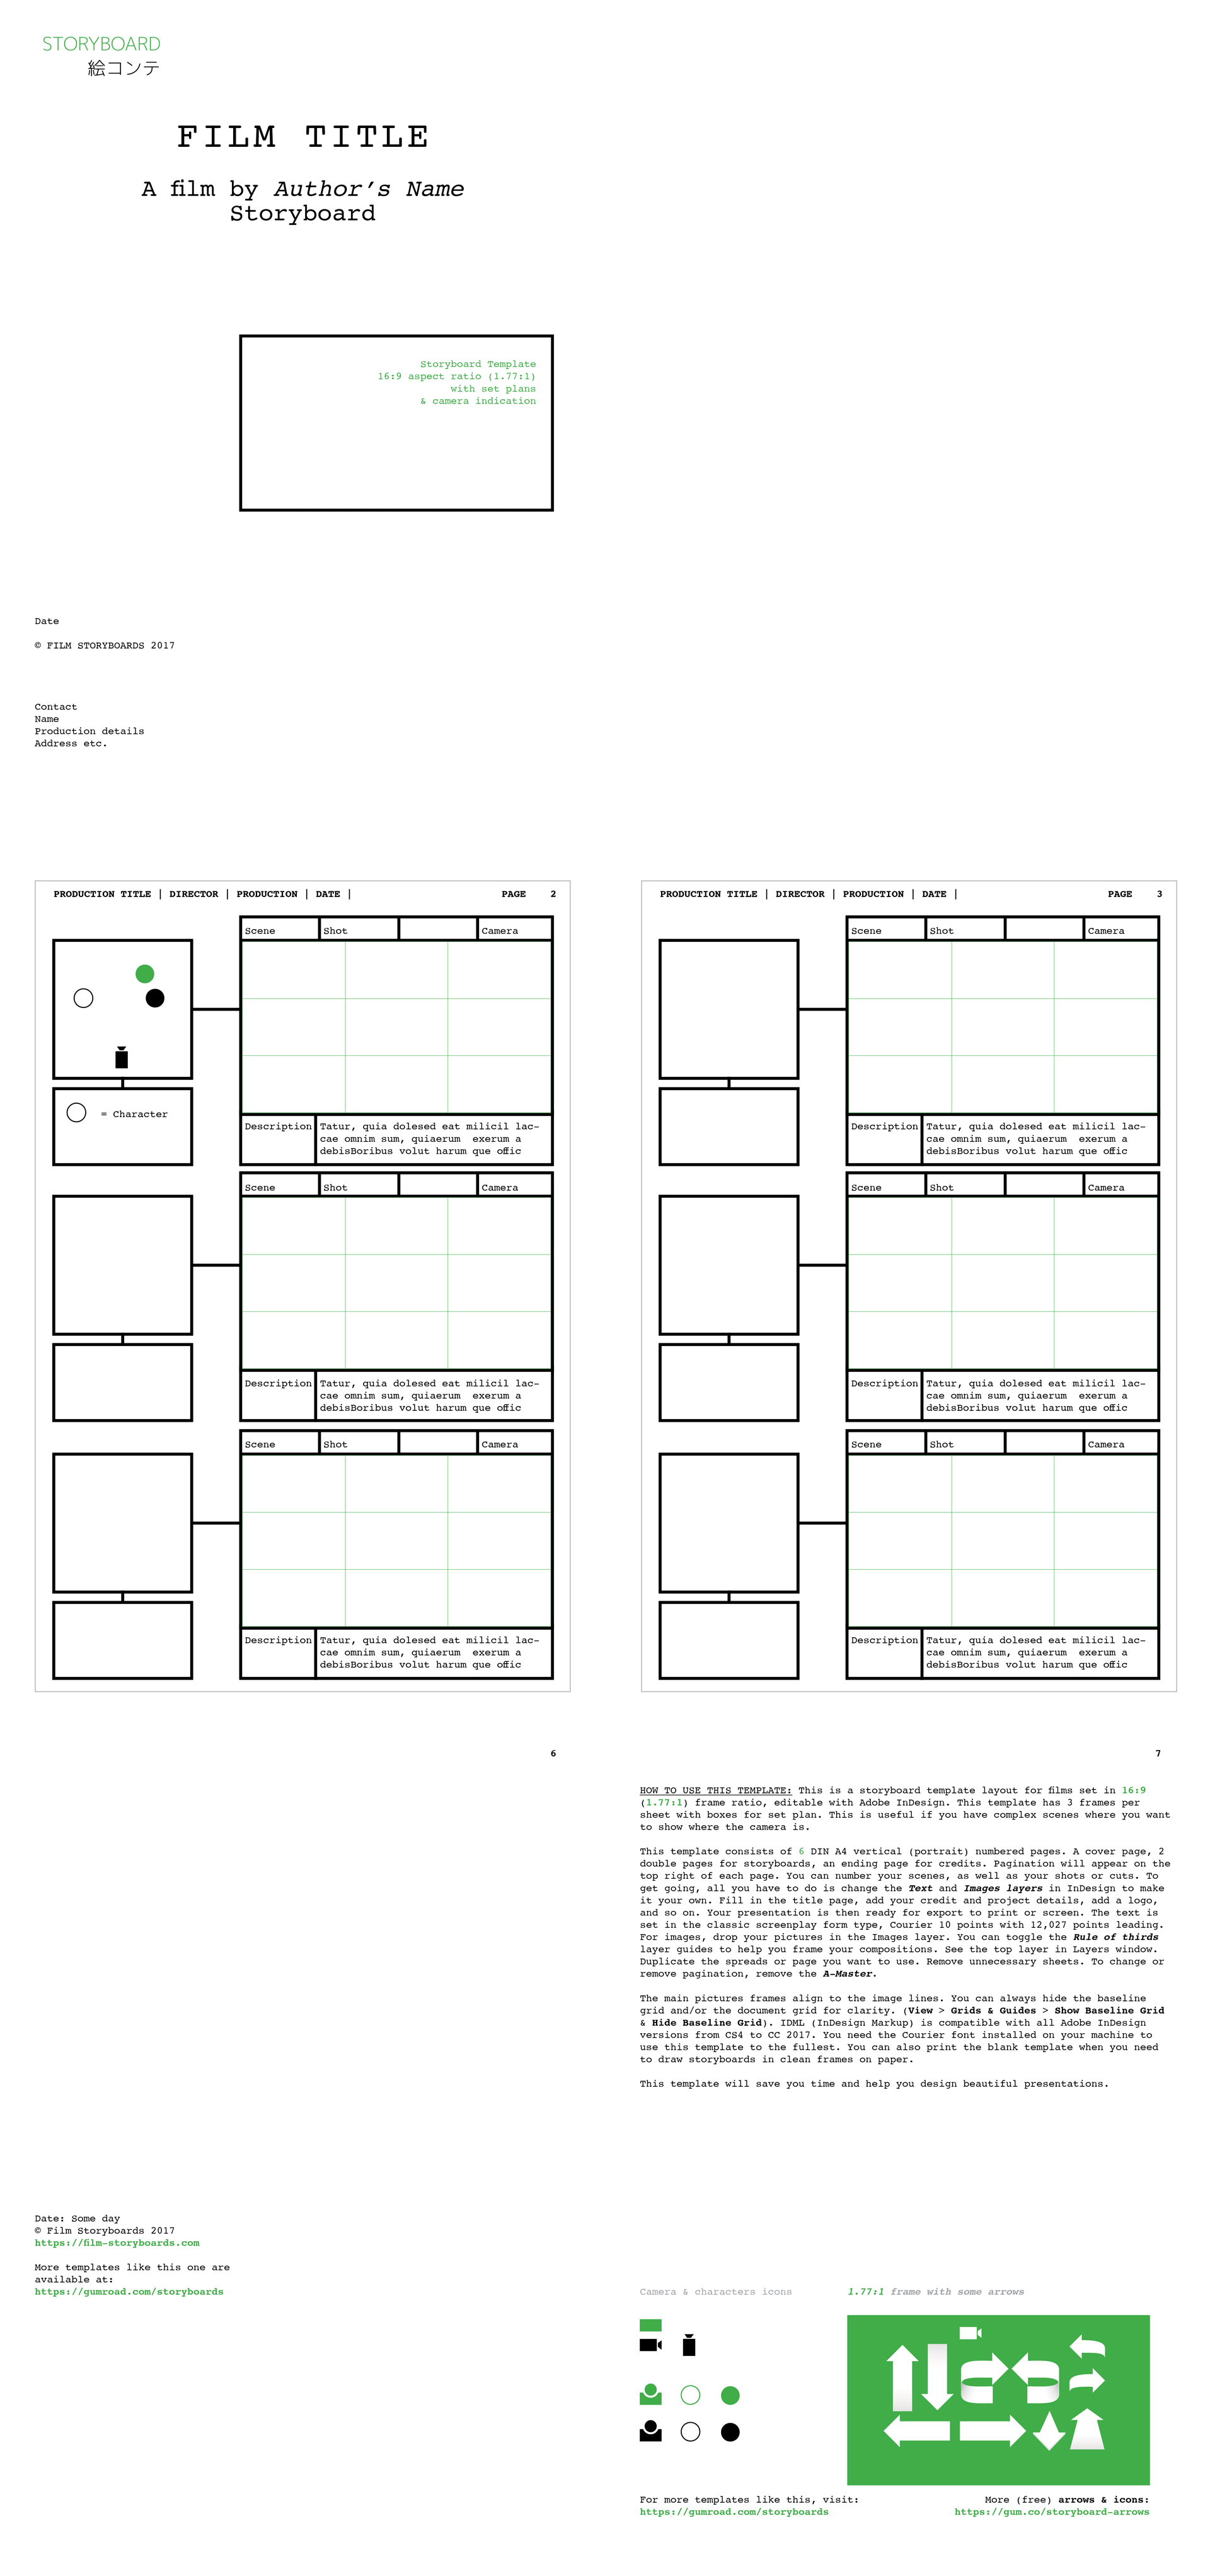 STORYBOARD
絵コンテ
FILM TITLE
A film by Author's Name
Storyboard
Storyboard Template
16:9 aspect ratio (1.77:1)
with set plans
& camera indication
Date
© FILM STORYBOARDS 2017
Contact
Name
Production details
Address etc.
PRODUCTION TITLE | DIRECTOR | PRODUCTION | DATE | PAGE 2
Scene Shot Camera
= Character
Description Tatur, quia dolesed eat milicil lac-
cae omnim sum, quiaerum exerum a
debisBoribus volut harum que offic
Scene Shot Camera
Description Tatur, quia dolesed eat milicil lac-
cae omnim sum, quiaerum exerum a
debisBoribus volut harum que offic
Scene Shot Camera
Description Tatur, quia dolesed eat milicil lac-
cae omnim sum, quiaerum exerum a
debisBoribus volut harum que offic
PRODUCTION TITLE | DIRECTOR | PRODUCTION | DATE | PAGE 3
Scene Shot Camera
Description Tatur, quia dolesed eat milicil lac-
cae omnim sum, quiaerum exerum a
debisBoribus volut harum que offic
Scene Shot Camera
Description Tatur, quia dolesed eat milicil lac-
cae omnim sum, quiaerum exerum a
debisBoribus volut harum que offic
Scene Shot Camera
Description Tatur, quia dolesed eat milicil lac-
cae omnim sum, quiaerum exerum a
debisBoribus volut harum que offic
6
Date: Some day
© Film Storyboards 2017
https://film-storyboards.com
More templates like this one are
available at:
https://gumroad.com/storyboards
7
HOW TO USE THIS TEMPLATE: This is a storyboard template layout for films set in 16:9
(1.77:1) frame ratio, editable with Adobe InDesign. This template has 3 frames per
sheet with boxes for set plan. This is useful if you have complex scenes where you want
to show where the camera is.
This template consists of 6 DIN A4 vertical (portrait) numbered pages. A cover page, 2
double pages for storyboards, an ending page for credits. Pagination will appear on the
top right of each page. You can number your scenes, as well as your shots or cuts. To
get going, all you have to do is change the Text and Images layers in InDesign to make
it your own. Fill in the title page, add your credit and project details, add a logo,
and so on. Your presentation is then ready for export to print or screen. The text is
set in the classic screenplay form type, Courier 10 points with 12,027 points leading.
For images, drop your pictures in the Images layer. You can toggle the Rule of thirds
layer guides to help you frame your compositions. See the top layer in Layers window.
Duplicate the spreads or page you want to use. Remove unnecessary sheets. To change or
remove pagination, remove the A-Master.
The main pictures frames align to the image lines. You can always hide the baseline
grid and/or the document grid for clarity. (View > Grids & Guides > Show Baseline Grid
& Hide Baseline Grid). IDML (InDesign Markup) is compatible with all Adobe InDesign
versions from CS4 to CC 2017. You need the Courier font installed on your machine to
use this template to the fullest. You can also print the blank template when you need
to draw storyboards in clean frames on paper.
This template will save you time and help you design beautiful presentations.
Camera & characters icons
1.77:1 frame with some arrows
For more templates like this, visit:
https://gumroad.com/storyboards
More (free) arrows & icons:
https://gum.co/storyboard-arrows